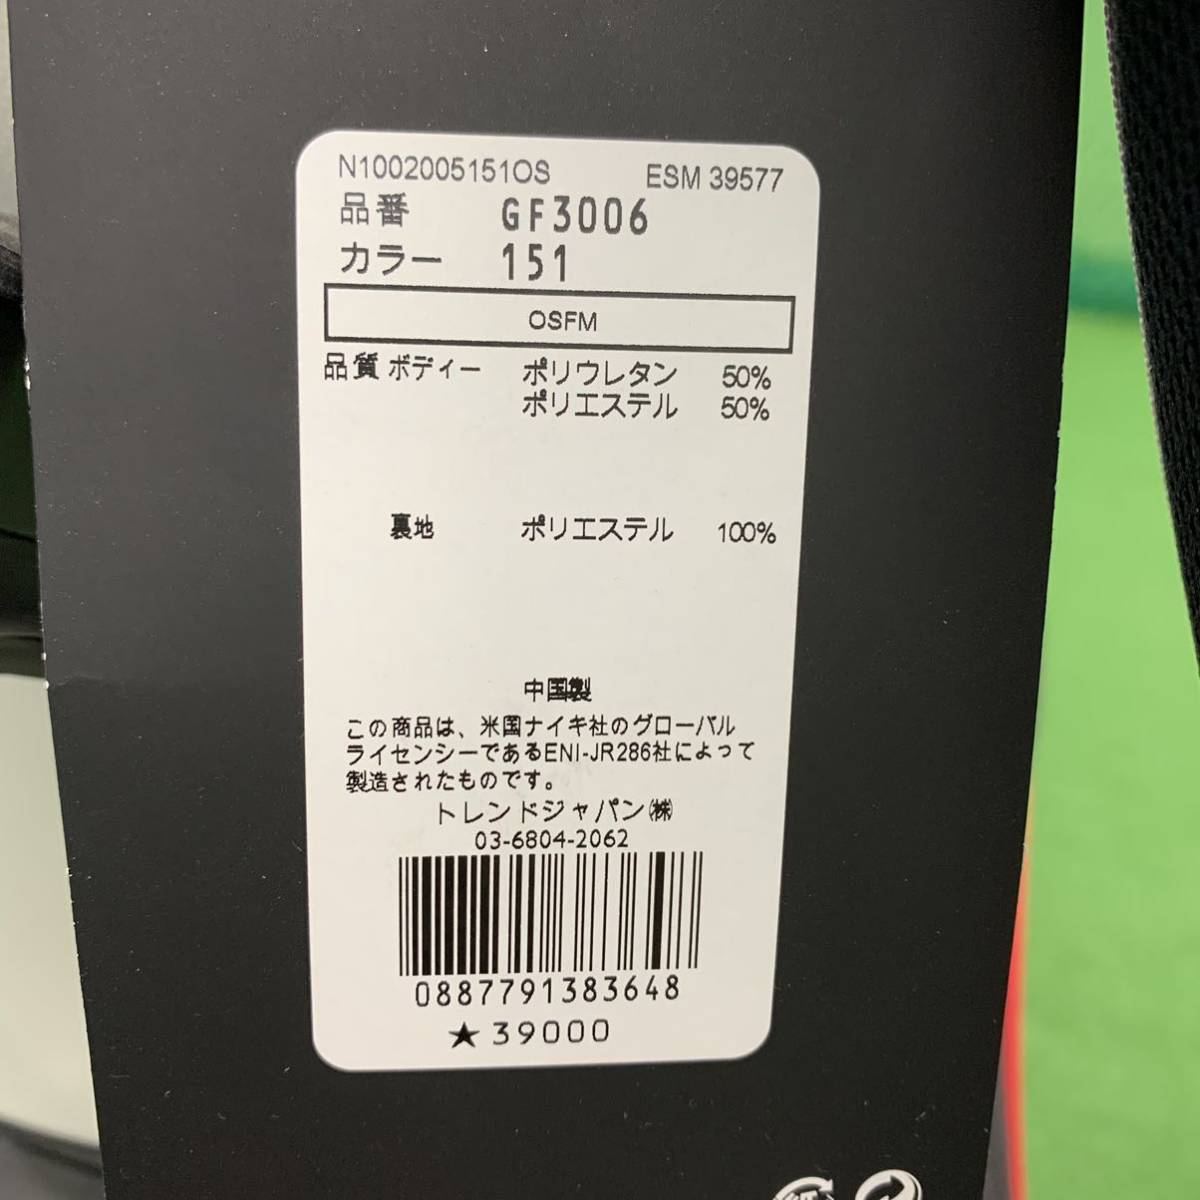 N1002005151OS ESM 39577
品番 GF3006
カラー 151
OSFM
品質 ボディー ポリウレタン 50%
ポリエステル 50%
裏地 ポリエステル 100%
中国製
この商品は、米国ナイキ社のグローバル
ライセンシーであるENI-JR286社によって
製造されたものです。
トレンドジャパン㈱
03-6804-2062
0887791383648
★39000
紙